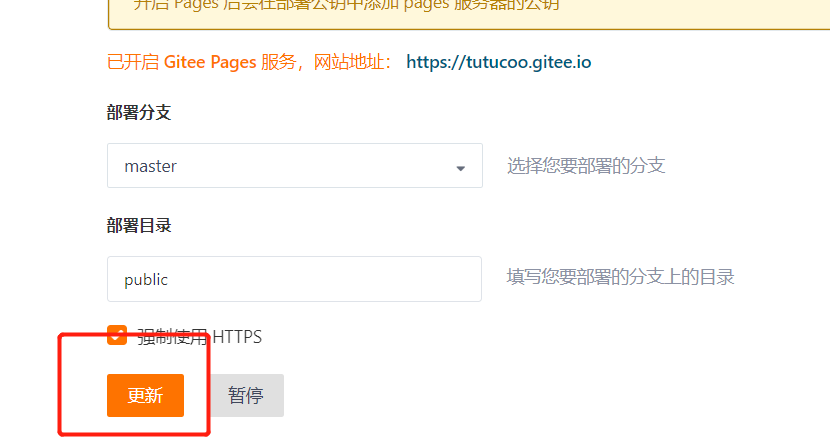 开启 Pages 后会在部署公钥中添加 pages 服务器的公钥
已开启 Gitee Pages 服务，网站地址： https://tutucoo.gitee.io
部署分支
master 选择您要部署的分支
部署目录
public 填写您要部署的分支上的目录
强制使用 HTTPS
更新 暂停